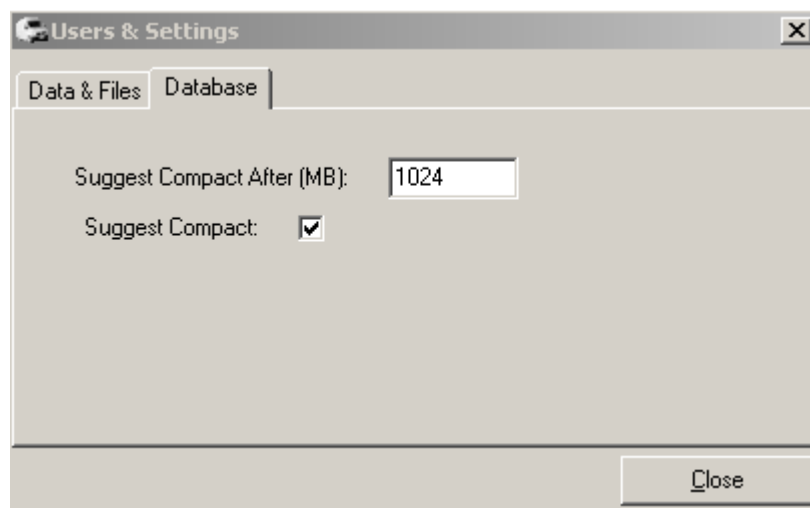 Users & Settings
Data & Files Database
Suggest Compact After (MB): 1024
Suggest Compact:
Close